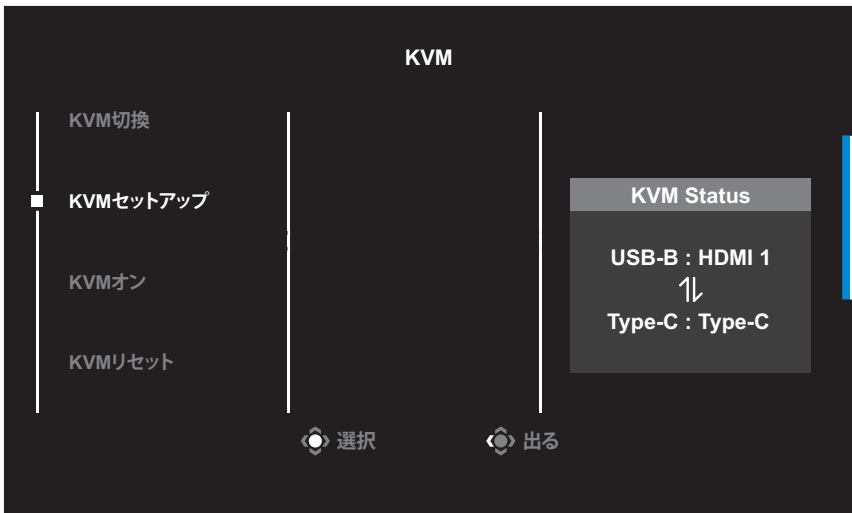 KVM
KVM切換
KVMセットアップ
KVMオン
KVMリセット
KVM Status
USB-B : HDMI 1
Type-C : Type-C
選択
出る